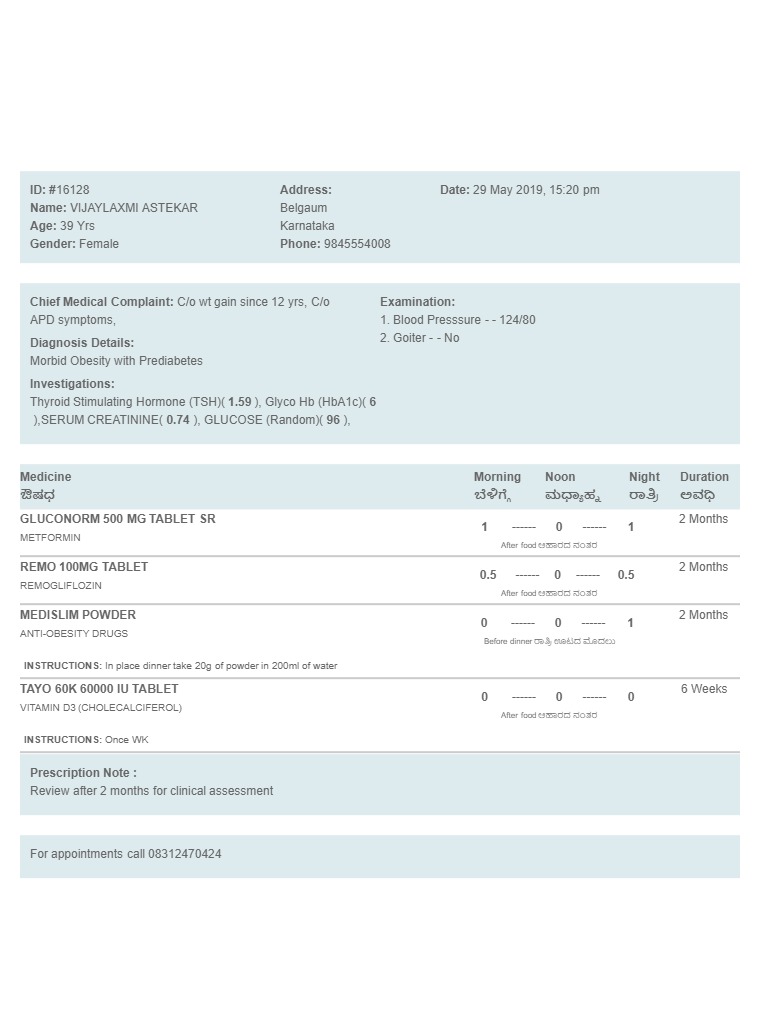 ID: #16128
Name: VIJAYLAXMI ASTEKAR
Age: 39 Yrs
Gender: Female
Address:
Belgaum
Karnataka
Phone: 9845554008
Date: 29 May 2019, 15:20 pm
Chief Medical Complaint: C/o wt gain since 12 yrs, C/o
APD symptoms,
Diagnosis Details:
Morbid Obesity with Prediabetes
Investigations:
Thyroid Stimulating Hormone (TSH)( 1.59 ), Glyco Hb (HbA1c)( 6
),SERUM CREATININE( 0.74 ), GLUCOSE (Random)( 96 ),
Examination:
1. Blood Presssure - - 124/80
2. Goiter - - No
Medicine Morning Noon Night Duration
ಔಷಧ ಬೆಳಿಗ್ಗೆ ಮಧ್ಯಾಹ್ನ ರಾತ್ರಿ ಅವಧಿ
GLUCONORM 500 MG TABLET SR 1 ------ 0 ------ 1 2 Months
METFORMIN
After food ಆಹಾರದ ನಂತರ
REMO 100MG TABLET 0.5 ------ 0 ------ 0.5 2 Months
REMOGLIFLOZIN
After food ಆಹಾರದ ನಂತರ
MEDISLIM POWDER 0 ------ 0 ------ 1 2 Months
ANTI-OBESITY DRUGS
Before dinner ರಾತ್ರಿ ಊಟದ ಮೊದಲು
INSTRUCTIONS: In place dinner take 20g of powder in 200ml of water
TAYO 60K 60000 IU TABLET 0 ------ 0 ------ 0 6 Weeks
VITAMIN D3 (CHOLECALCIFEROL)
After food ಆಹಾರದ ನಂತರ
INSTRUCTIONS: Once WK
Prescription Note :
Review after 2 months for clinical assessment
For appointments call 08312470424